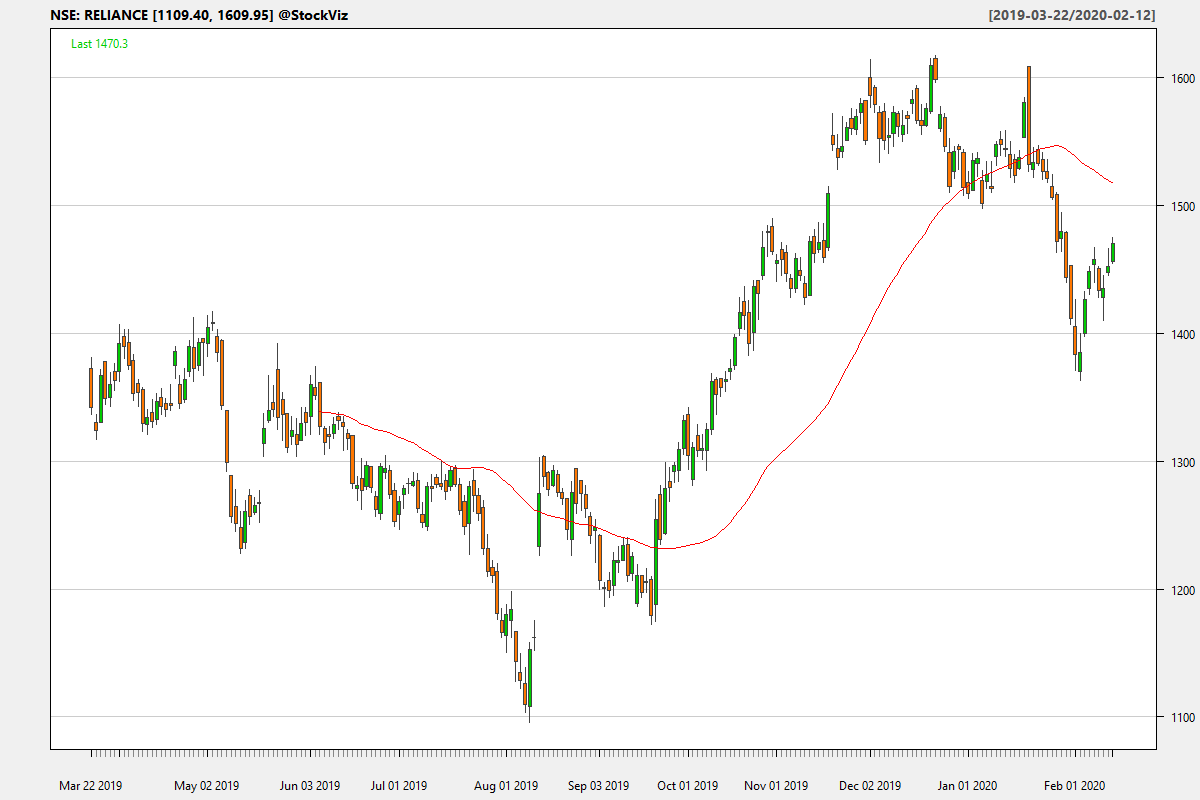 NSE: RELIANCE [1109.40, 1609.95] @StockViz [2019-03-22/2020-02-12]
Last 1470.3
1600
1500
1400
1300
1200
1100
Mar 22 2019 May 02 2019 Jun 03 2019 Jul 01 2019 Aug 01 2019 Sep 03 2019 Oct 01 2019 Nov 01 2019 Dec 02 2019 Jan 01 2020 Feb 01 2020